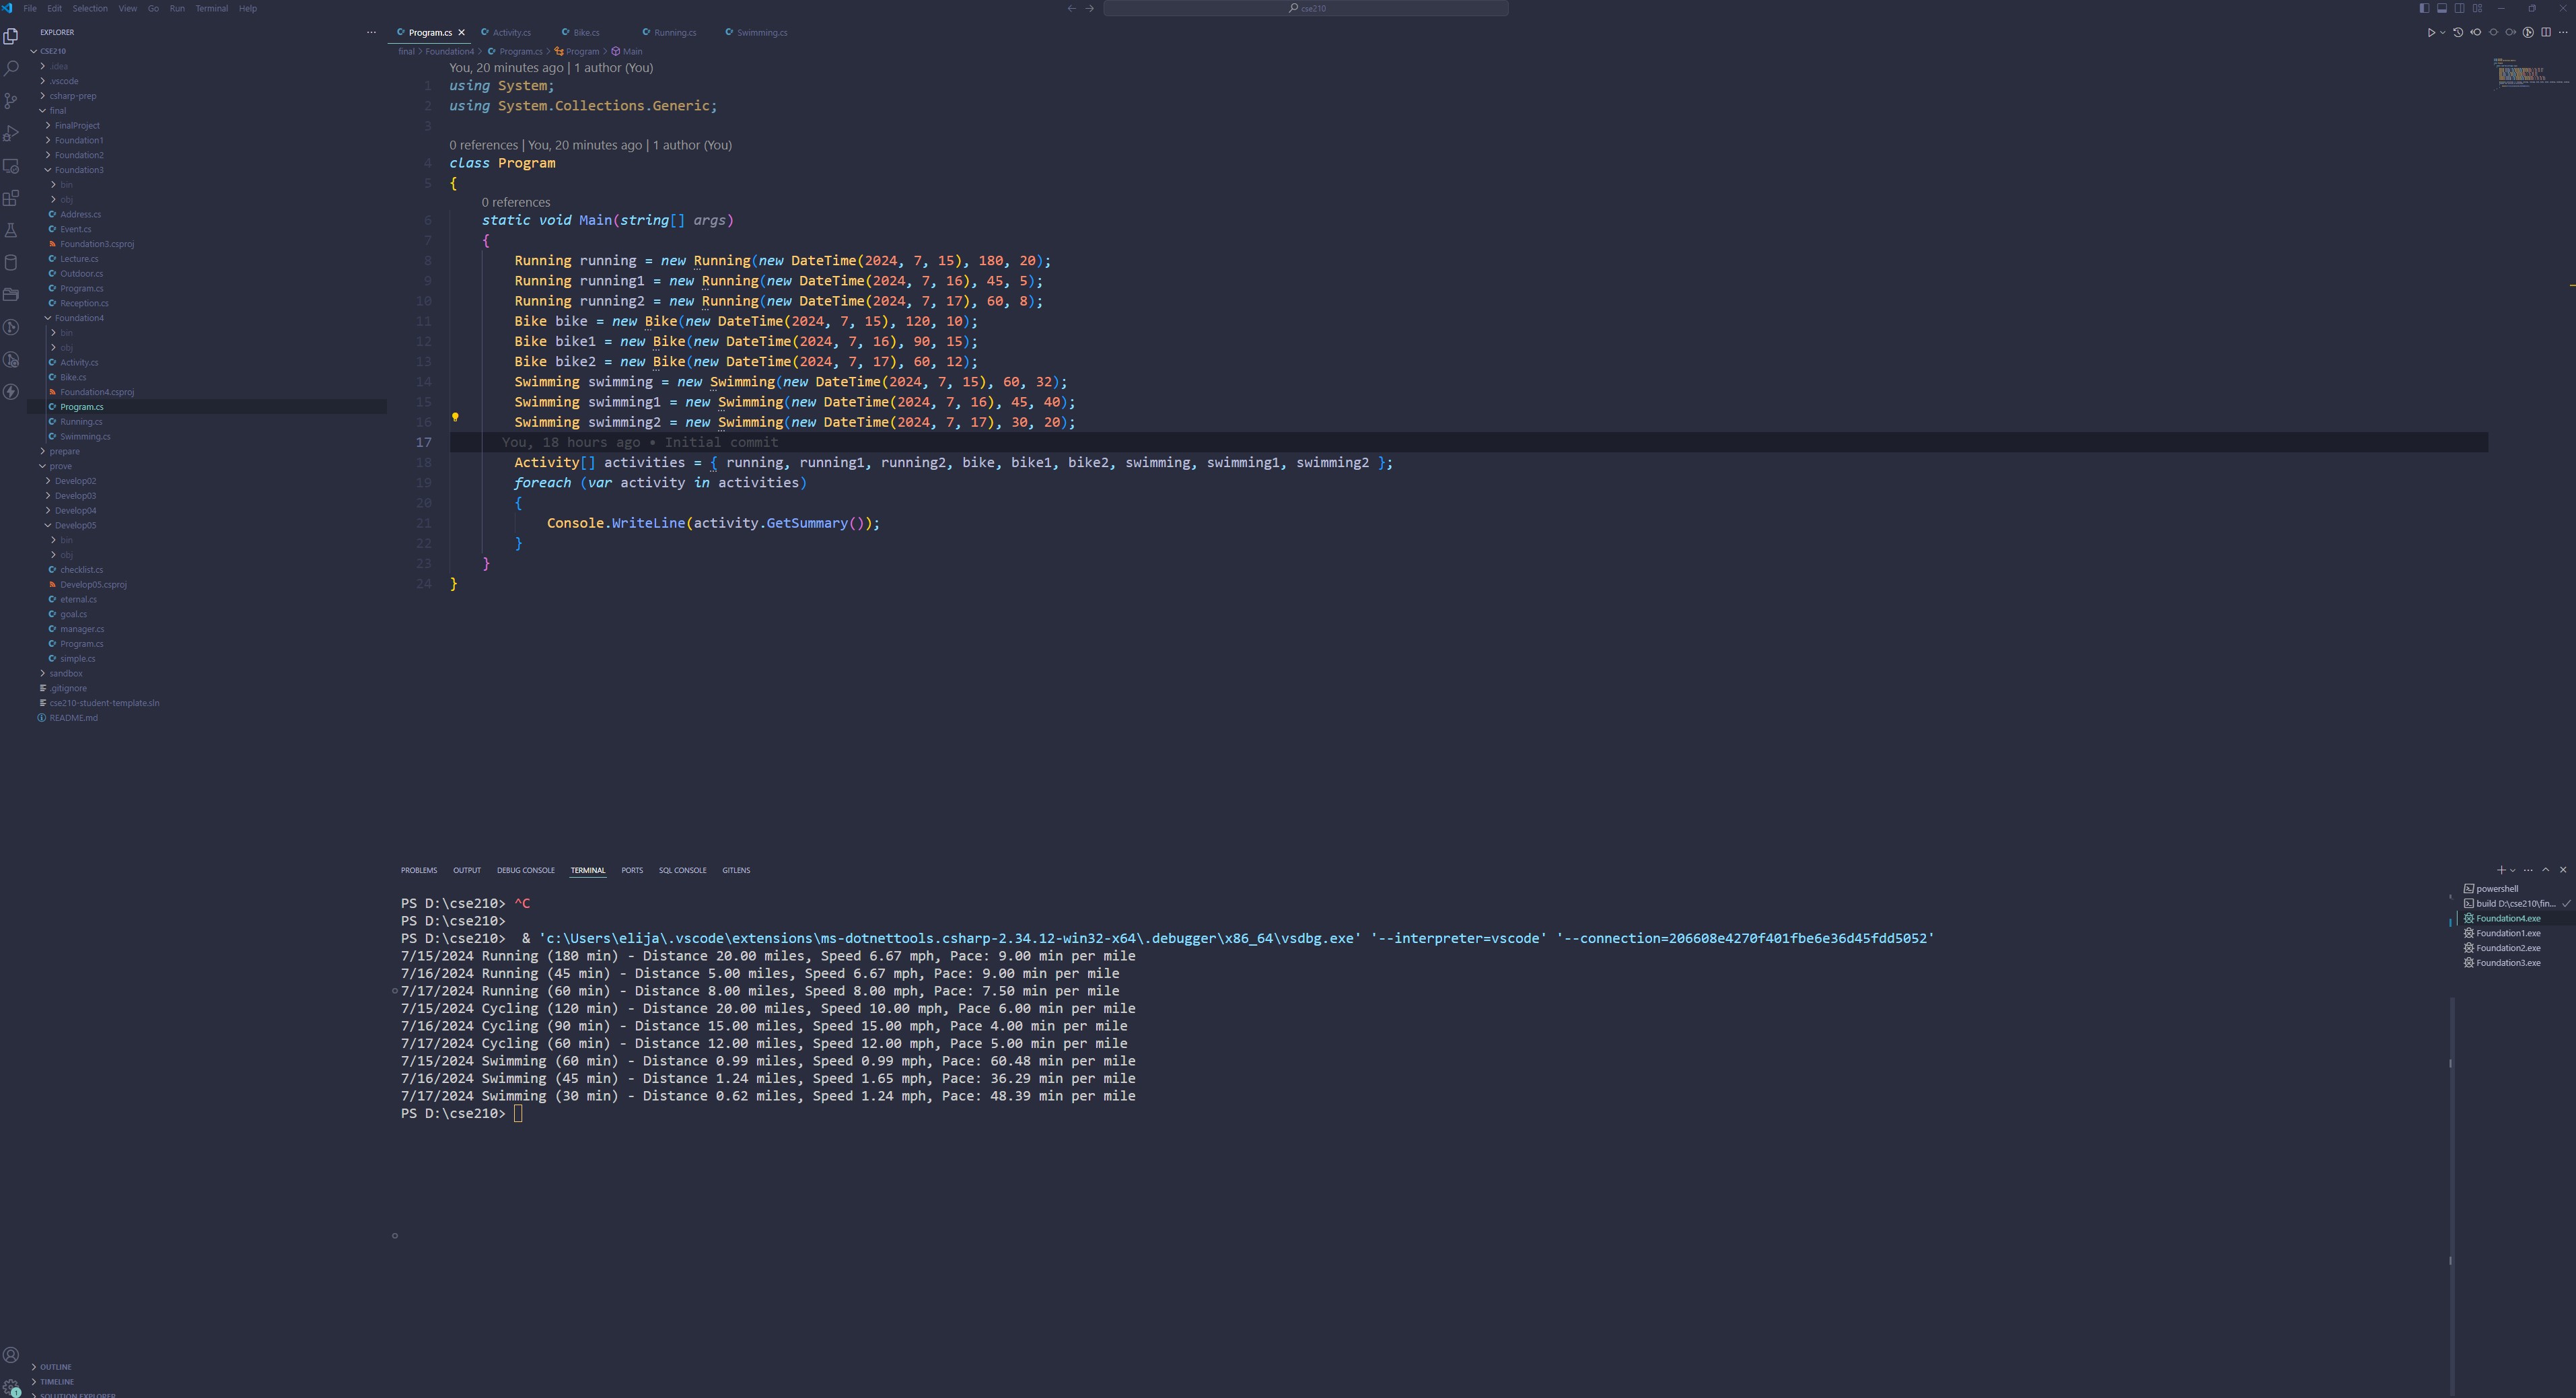 File Edit Selection View Go Run Terminal Help
cse210
EXPLORER
CSE210
.idea
.vscode
csharp-prep
final
FinalProject
Foundation1
Foundation2
Foundation3
bin
obj
Address.cs
Event.cs
Foundation3.csproj
Lecture.cs
Outdoor.cs
Program.cs
Reception.cs
Foundation4
bin
obj
Activity.cs
Bike.cs
Foundation4.csproj
Program.cs
Running.cs
Swimming.cs
prepare
prove
Develop02
Develop03
Develop04
Develop05
bin
obj
checklist.cs
Develop05.csproj
eternal.cs
goal.cs
manager.cs
Program.cs
simple.cs
sandbox
.gitignore
cse210-student-template.sln
README.md
OUTLINE
TIMELINE
SOLUTION EXPLORER
1
Program.cs Activity.cs Bike.cs Running.cs Swimming.cs
final > Foundation4 > Program.cs > Program > Main
You, 20 minutes ago | 1 author (You)
1 using System;
2 using System.Collections.Generic;
3
0 references | You, 20 minutes ago | 1 author (You)
4 class Program
5 {
0 references
6 static void Main(string[] args)
7 {
8 Running running = new Running(new DateTime(2024, 7, 15), 180, 20);
9 Running running1 = new Running(new DateTime(2024, 7, 16), 45, 5);
10 Running running2 = new Running(new DateTime(2024, 7, 17), 60, 8);
11 Bike bike = new Bike(new DateTime(2024, 7, 15), 120, 10);
12 Bike bike1 = new Bike(new DateTime(2024, 7, 16), 90, 15);
13 Bike bike2 = new Bike(new DateTime(2024, 7, 17), 60, 12);
14 Swimming swimming = new Swimming(new DateTime(2024, 7, 15), 60, 32);
15 Swimming swimming1 = new Swimming(new DateTime(2024, 7, 16), 45, 40);
16 Swimming swimming2 = new Swimming(new DateTime(2024, 7, 17), 30, 20);
17 You, 18 hours ago • Initial commit
18 Activity[] activities = { running, running1, running2, bike, bike1, bike2, swimming, swimming1, swimming2 };
19 foreach (var activity in activities)
20 {
21 Console.WriteLine(activity.GetSummary());
22 }
23 }
24 }
PROBLEMS OUTPUT DEBUG CONSOLE TERMINAL PORTS SQL CONSOLE GITLENS
PS D:\cse210> ^C
PS D:\cse210>
PS D:\cse210> & 'c:\Users\elija\.vscode\extensions\ms-dotnettools.csharp-2.34.12-win32-x64\.debugger\x86_64\vsdbg.exe' '--interpreter=vscode' '--connection=206608e4270f401fbe6e36d45fdd5052'
7/15/2024 Running (180 min) - Distance 20.00 miles, Speed 6.67 mph, Pace: 9.00 min per mile
7/16/2024 Running (45 min) - Distance 5.00 miles, Speed 6.67 mph, Pace: 9.00 min per mile
7/17/2024 Running (60 min) - Distance 8.00 miles, Speed 8.00 mph, Pace: 7.50 min per mile
7/15/2024 Cycling (120 min) - Distance 20.00 miles, Speed 10.00 mph, Pace 6.00 min per mile
7/16/2024 Cycling (90 min) - Distance 15.00 miles, Speed 15.00 mph, Pace 4.00 min per mile
7/17/2024 Cycling (60 min) - Distance 12.00 miles, Speed 12.00 mph, Pace 5.00 min per mile
7/15/2024 Swimming (60 min) - Distance 0.99 miles, Speed 0.99 mph, Pace: 60.48 min per mile
7/16/2024 Swimming (45 min) - Distance 1.24 miles, Speed 1.65 mph, Pace: 36.29 min per mile
7/17/2024 Swimming (30 min) - Distance 0.62 miles, Speed 1.24 mph, Pace: 48.39 min per mile
PS D:\cse210>
powershell
build D:\cse210\fin...
Foundation4.exe
Foundation1.exe
Foundation2.exe
Foundation3.exe